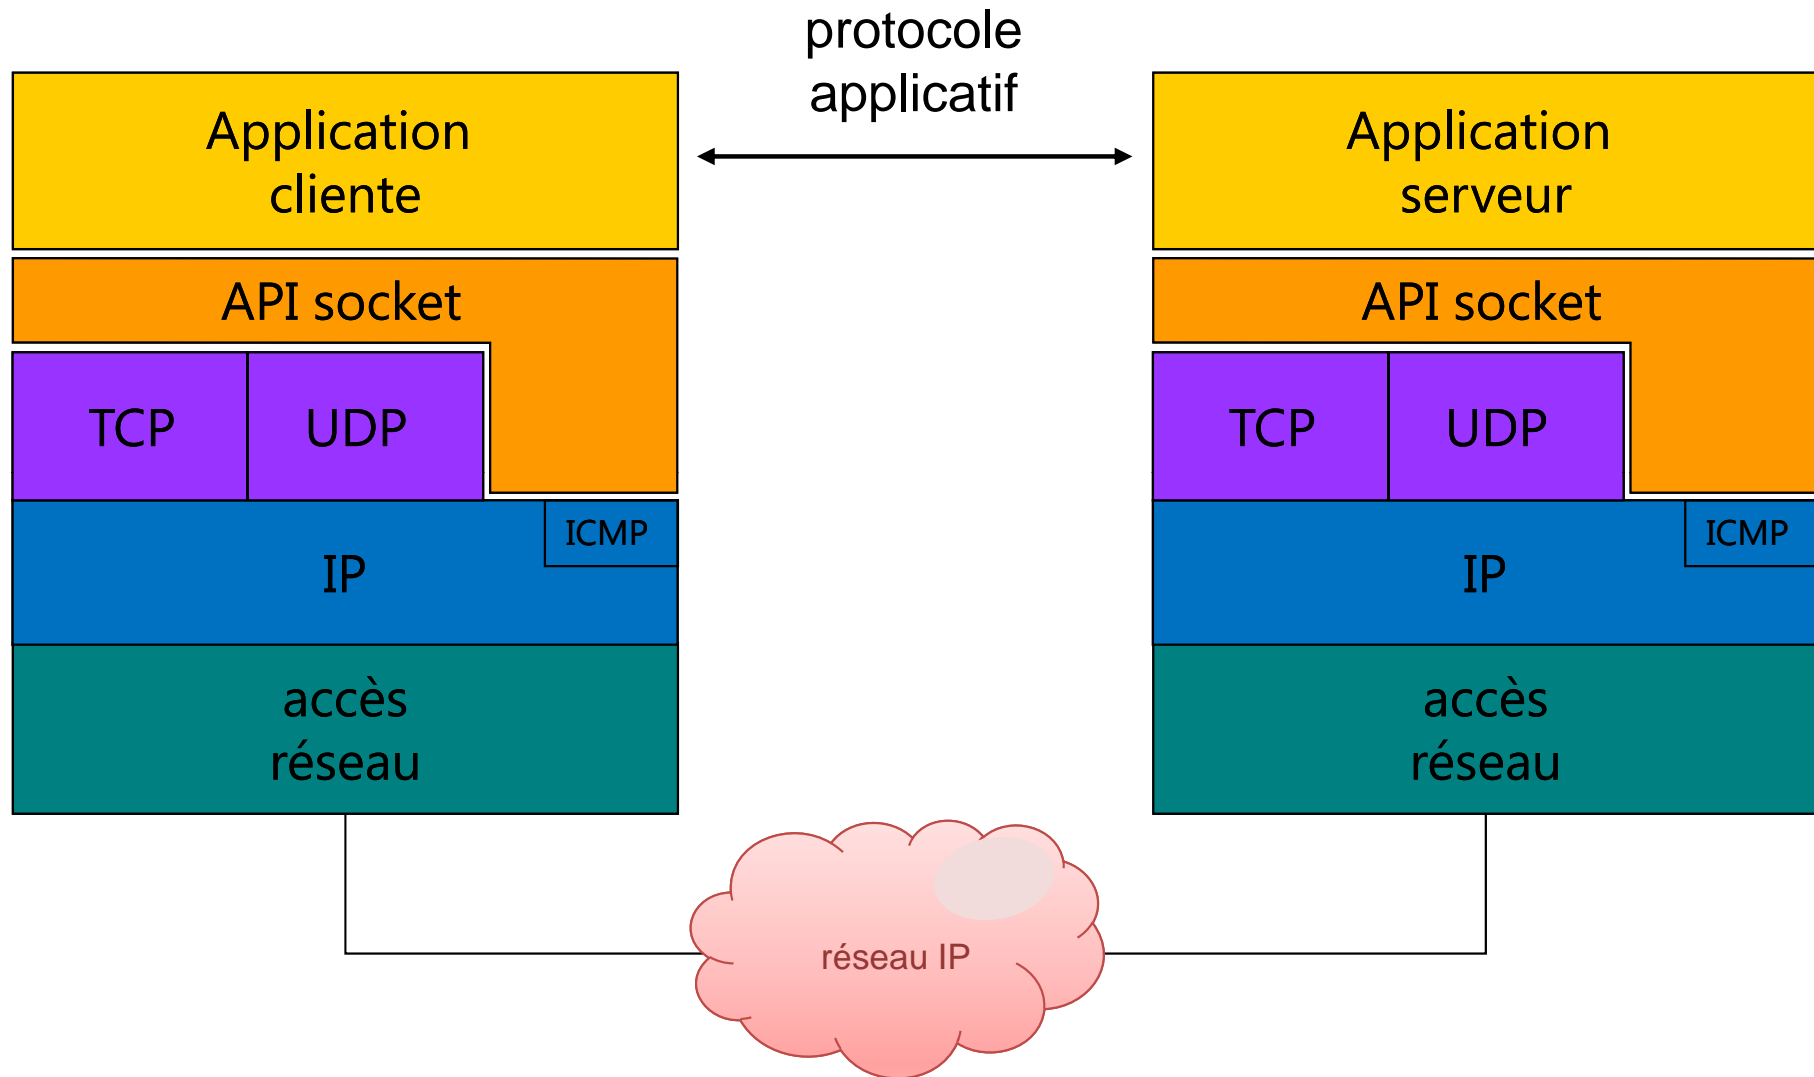 protocole
applicatif
Application
cliente
API socket
TCP
UDP
ICMP
IP
accès
réseau
Application
serveur
API socket
TCP
UDP
ICMP
IP
accès
réseau
réseau IP